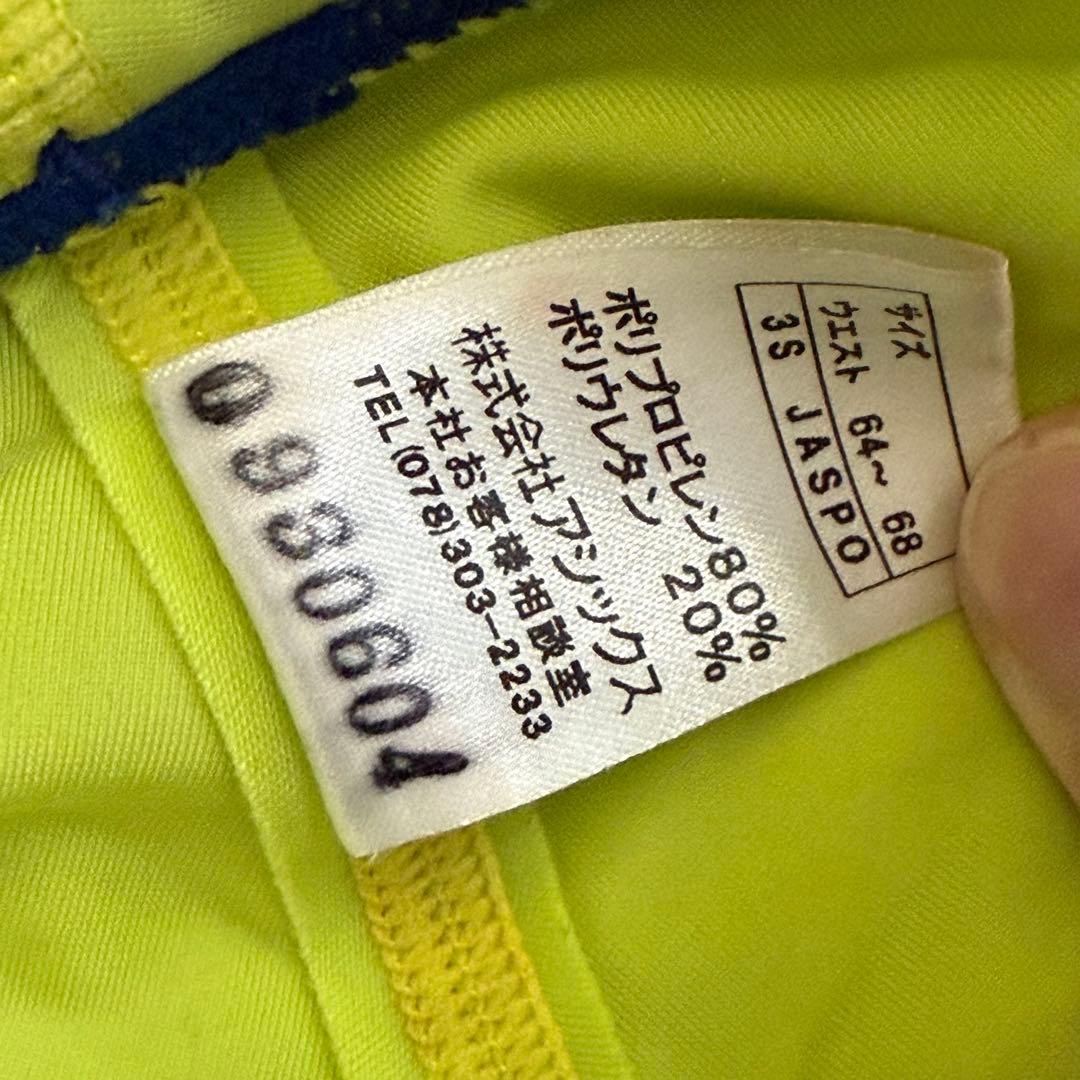 サイズ
ウエスト 64~ 68
3S JASPO
ポリプロピレン80%
ポリウレタン 20%
株式会社アシックス
本社お客様相談室
TEL(078)303-2233
0980604